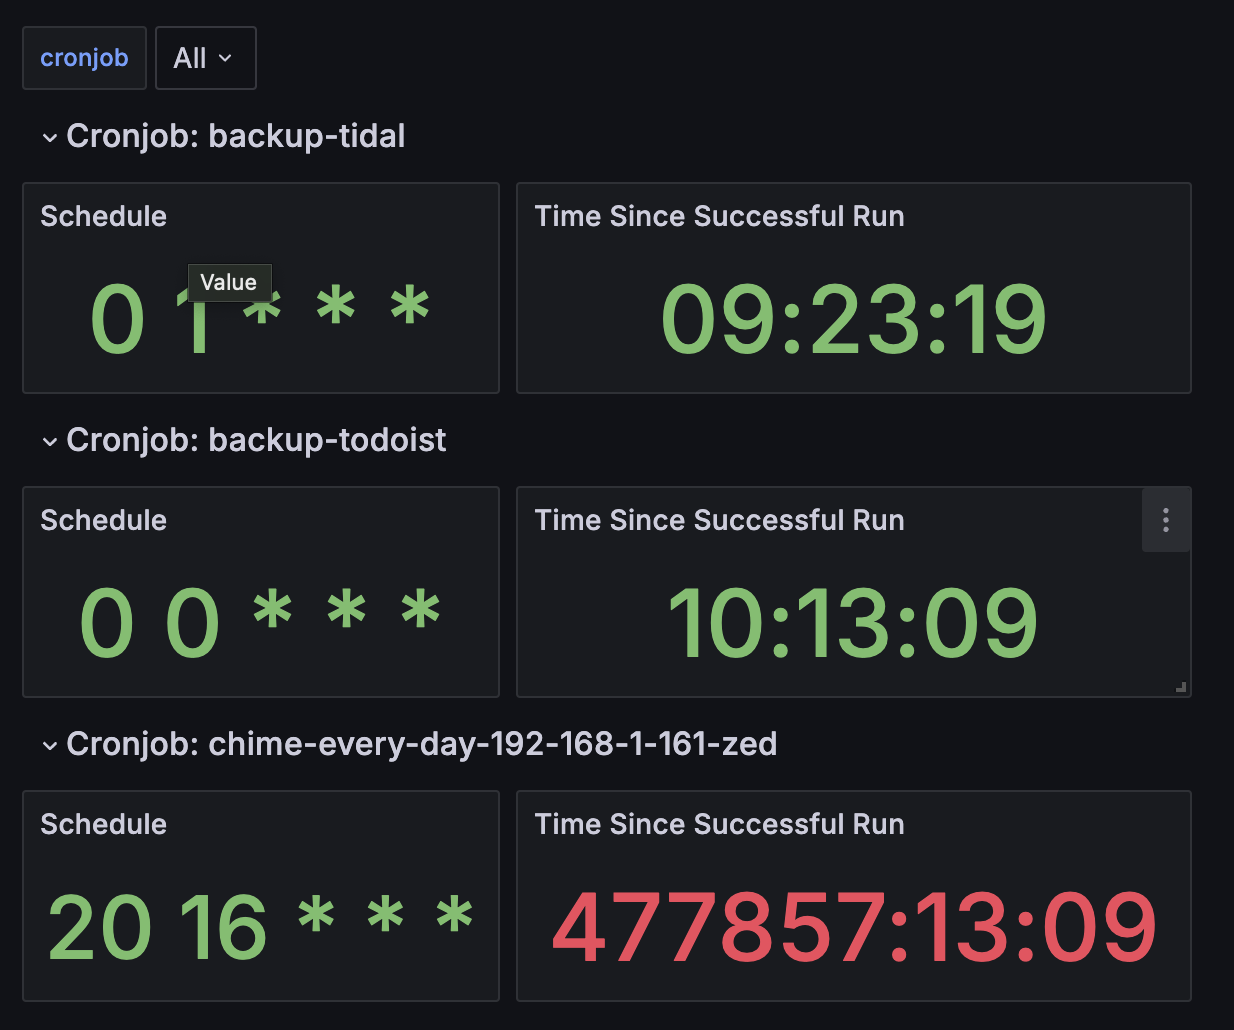 cronjob All
Cronjob: backup-tidal
Schedule Time Since Successful Run
Value
0 1 * * * 09:23:19
Cronjob: backup-todoist
Schedule Time Since Successful Run
0 0 * * * 10:13:09
Cronjob: chime-every-day-192-168-1-161-zed
Schedule Time Since Successful Run
20 16 * * * 477857:13:09